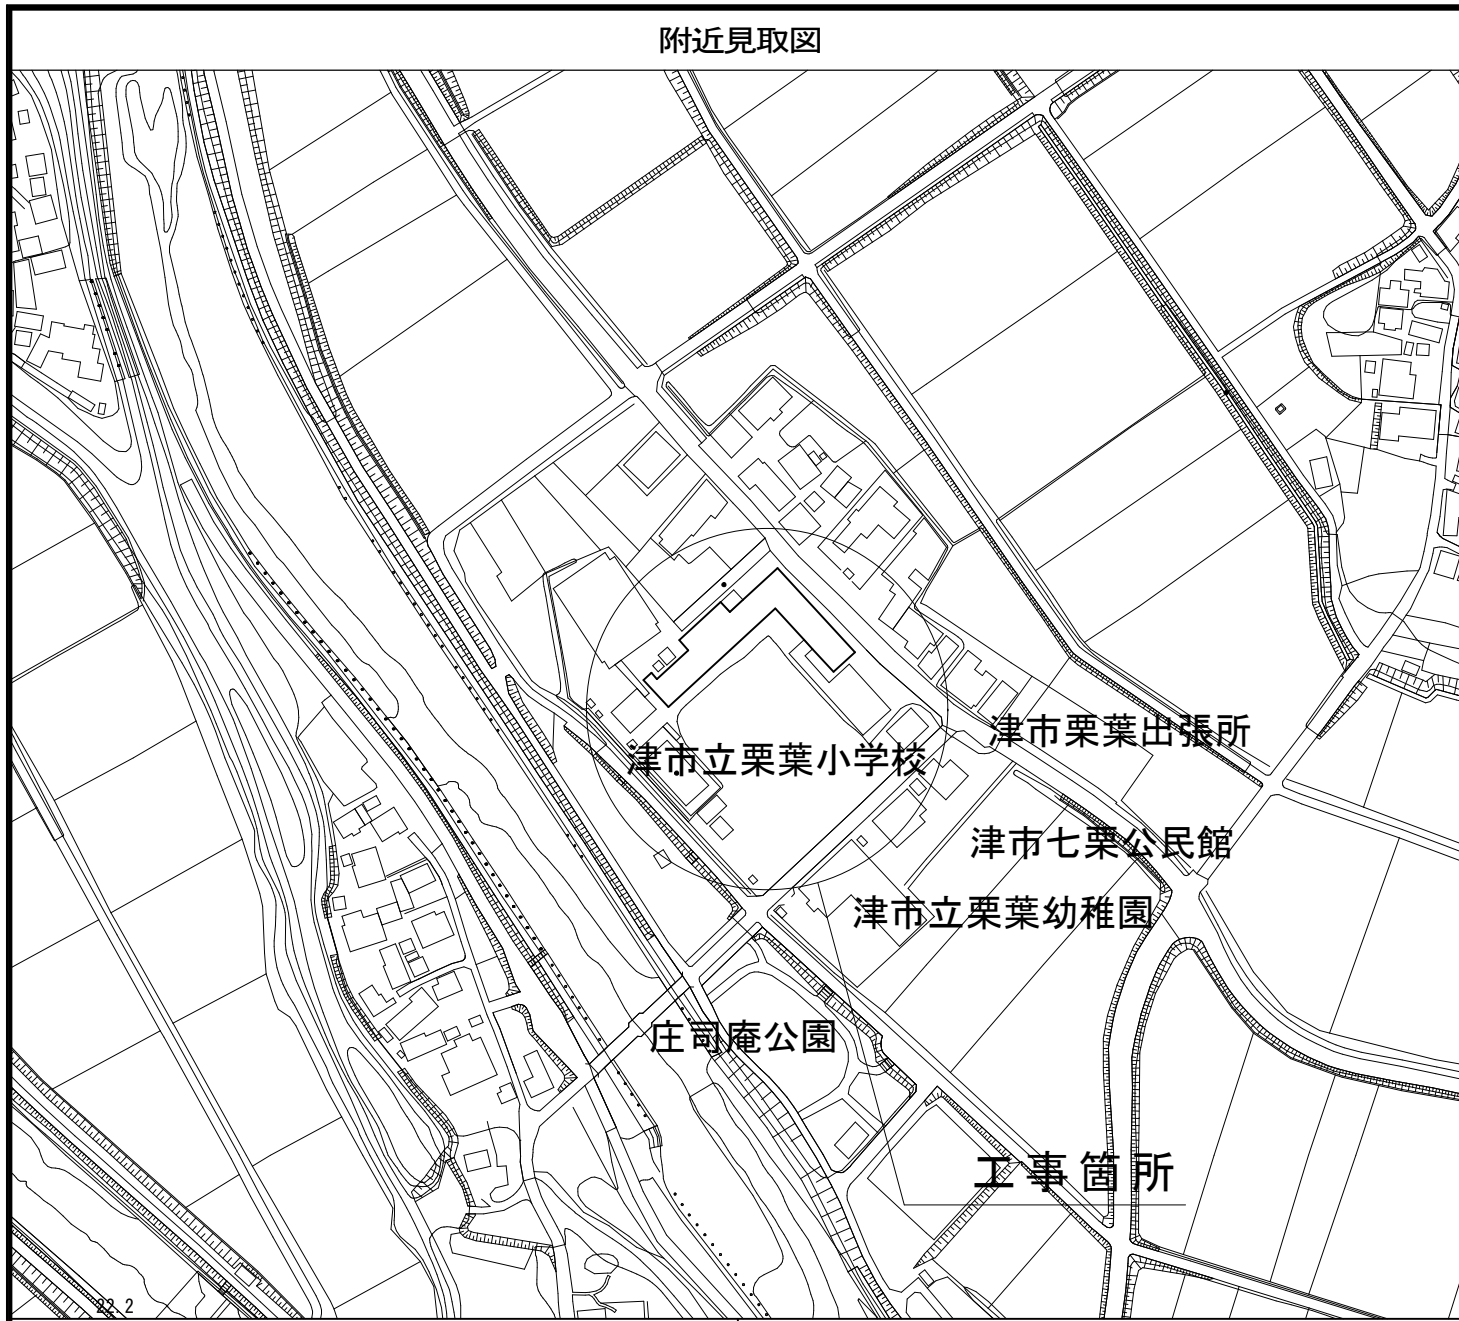 附近見取図
津市栗葉出張所
津市立栗葉小学校
津市七栗公民館
津市立栗葉幼稚園
庄司庵公園
工事箇所
22.2